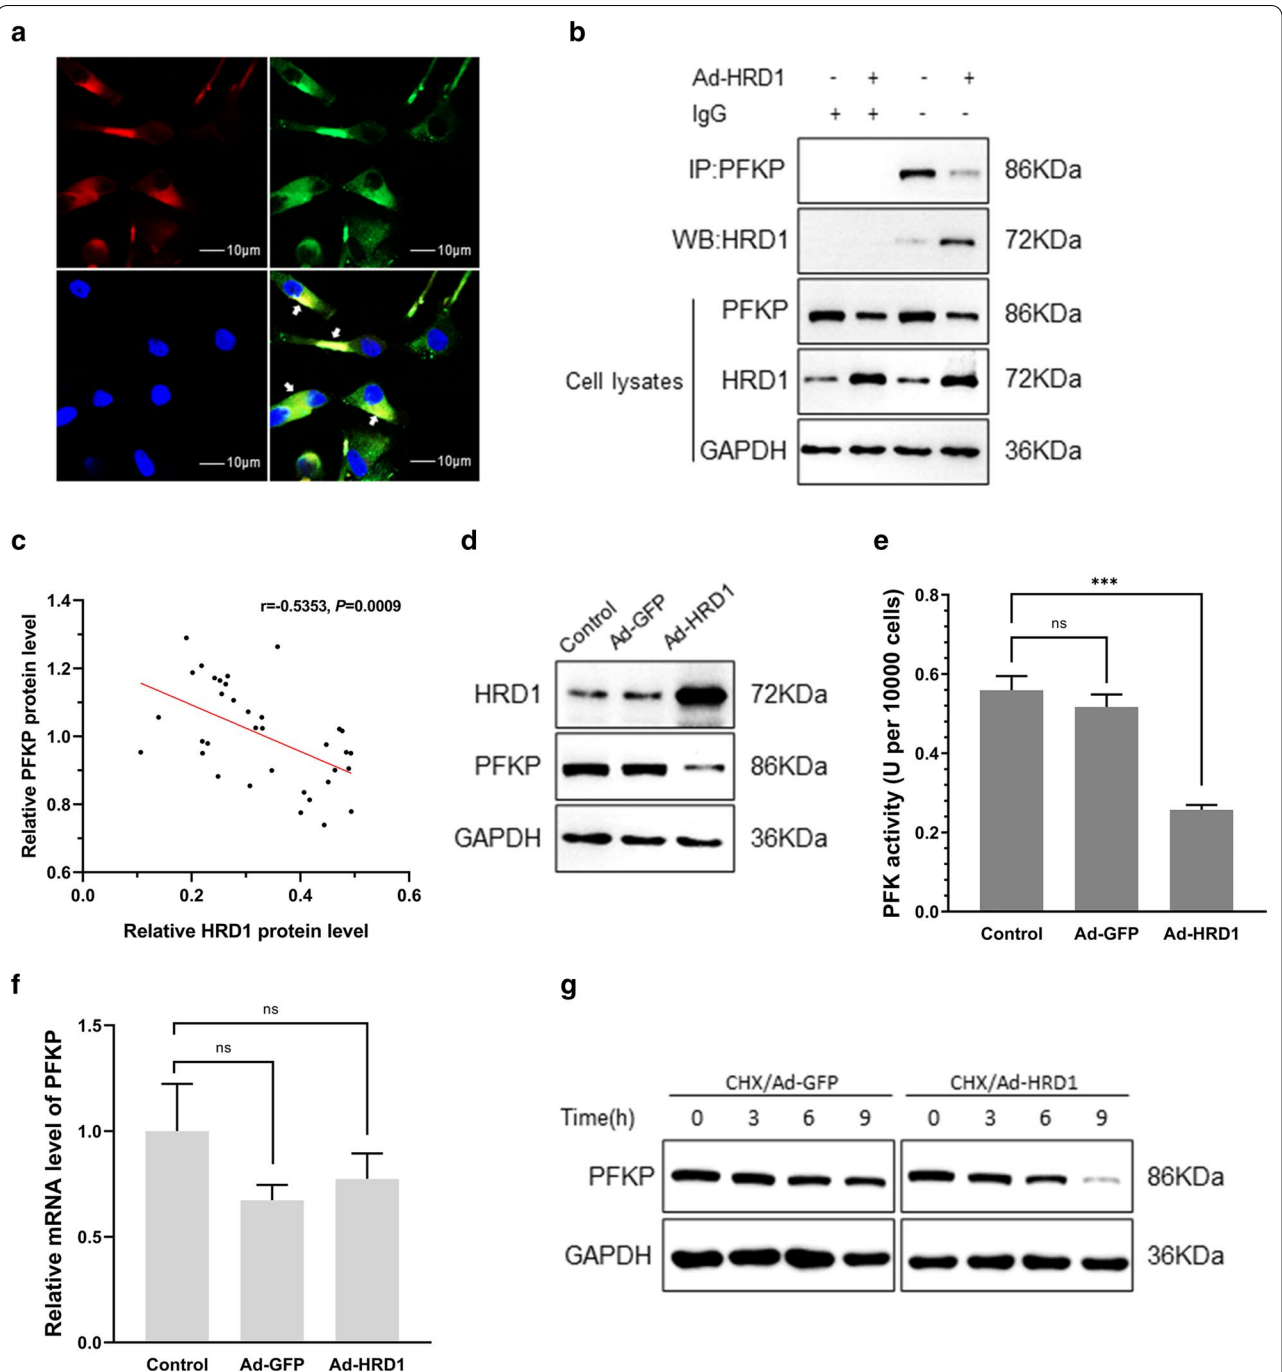 a
10μm
10μm
10μm
10μm
b
Ad-HRD1 - + - +
IgG + + - -
IP:PFKP 86KDa
WB:HRD1 72KDa
Cell lysates
PFKP 86KDa
HRD1 72KDa
GAPDH 36KDa
c
r=-0.5353, P=0.0009
Relative PFKP protein level
1.4
1.2
1.0
0.8
0.6
0.0 0.2 0.4 0.6
Relative HRD1 protein level
d
Control Ad-GFP Ad-HRD1
HRD1 72KDa
PFKP 86KDa
GAPDH 36KDa
e
***
ns
PFK activity (U per 10000 cells)
0.8
0.6
0.4
0.2
0.0
Control Ad-GFP Ad-HRD1
f
ns
ns
Relative mRNA level of PFKP
1.5
1.0
0.5
0.0
Control Ad-GFP Ad-HRD1
g
CHX/Ad-GFP CHX/Ad-HRD1
Time(h) 0 3 6 9 0 3 6 9
PFKP 86KDa
GAPDH 36KDa